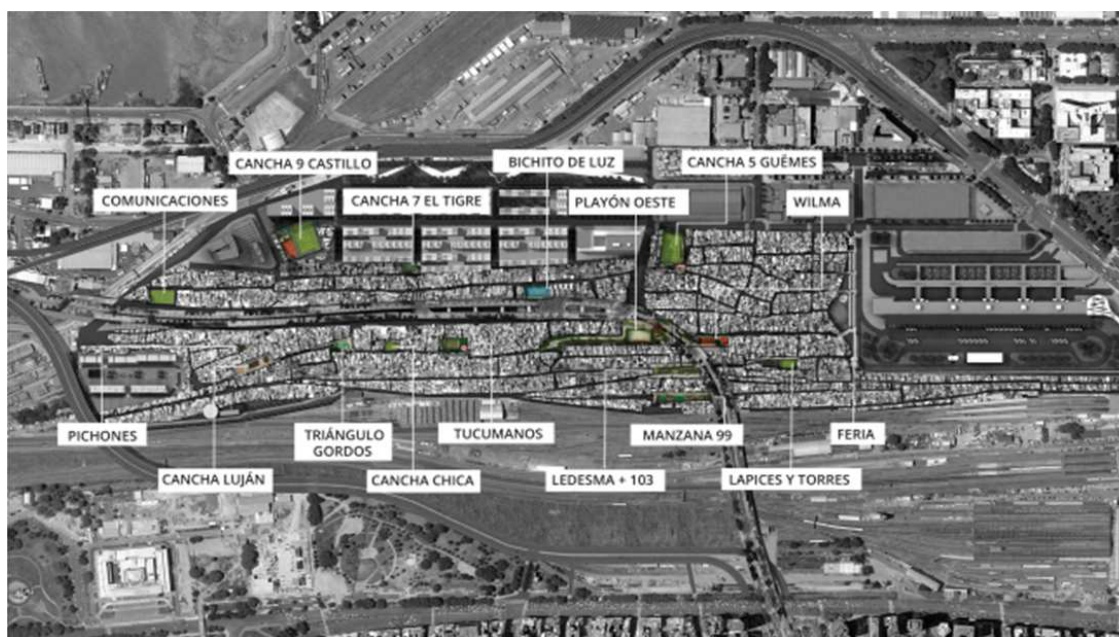 CANCHA 9 CASTILLO
BICHITO DE LUZ
CANCHA 5 GUÉMES
COMUNICACIONES
CANCHA 7 EL TIGRE
PLAYÓN OESTE
WILMA
PICHONES
TRIÁNGULO
GORDOS
TUCUMANOS
MANZANA 99
FERIA
CANCHA LUJÁN
CANCHA CHICA
LEDESMA + 103
LAPICES Y TORRES